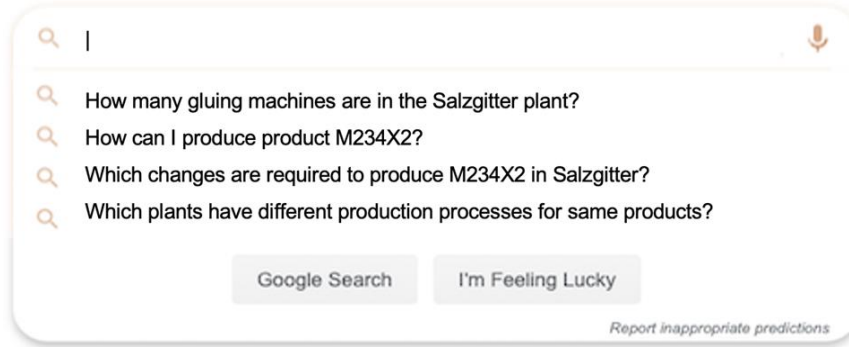 How many gluing machines are in the Salzgitter plant?
How can I produce product M234X2?
Which changes are required to produce M234X2 in Salzgitter?
Which plants have different production processes for same products?
Google Search I'm Feeling Lucky
Report inappropriate predictions